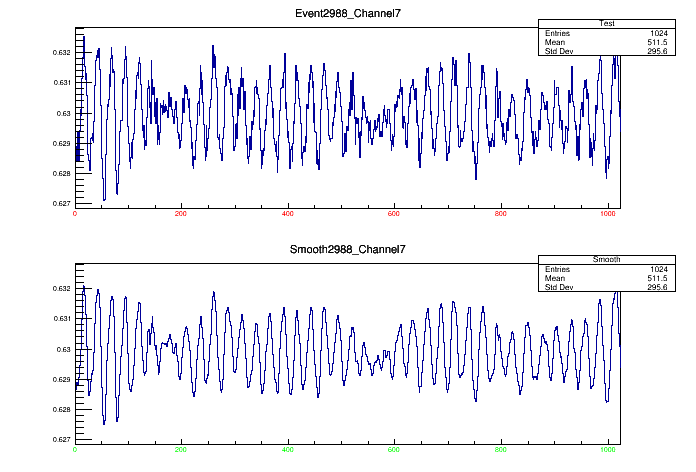 Event2988_Channel7
Test
Entries 1024
Mean 511.5
Std Dev 295.6
0.632
0.631
0.63
0.629
0.628
0.627
0 200 400 600 800 1000
Smooth2988_Channel7
Smooth
Entries 1024
Mean 511.5
Std Dev 295.6
0.632
0.631
0.63
0.629
0.628
0.627
0 200 400 600 800 1000